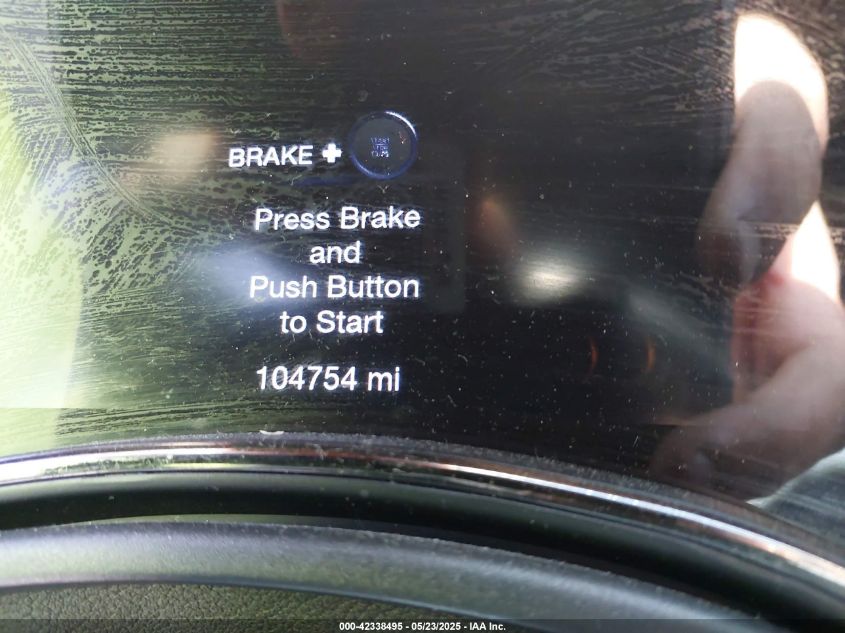 BRAKE +
Press Brake
and
Push Button
to Start
104754 mi
000-42338495 - 05/23/2025 - IAA Inc.